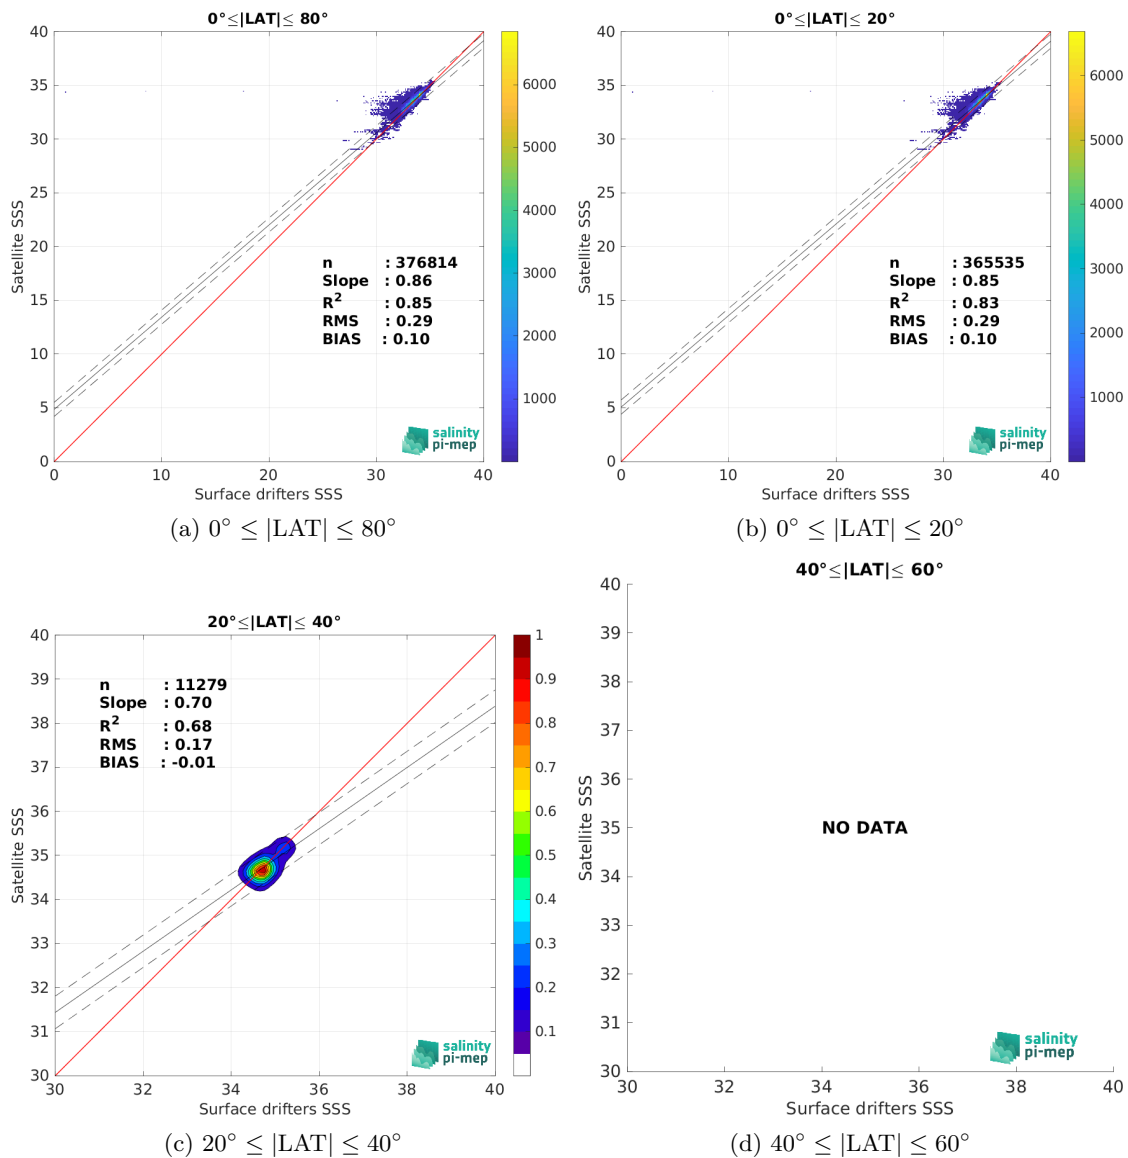 0°≤|LAT|≤ 80°
40
35
30
25
20
15
10
5
0
Satellite SSS
n : 376814
Slope : 0.86
R² : 0.85
RMS : 0.29
BIAS : 0.10
salinity
pi-mep
0
10
20
30
40
Surface drifters SSS
6000
5000
4000
3000
2000
1000
(a) 0° ≤ |LAT| ≤ 80°
0°≤|LAT|≤ 20°
40
35
30
25
20
15
10
5
0
Satellite SSS
n : 365535
Slope : 0.85
R² : 0.83
RMS : 0.29
BIAS : 0.10
salinity
pi-mep
0
10
20
30
40
Surface drifters SSS
6000
5000
4000
3000
2000
1000
(b) 0° ≤ |LAT| ≤ 20°
20°≤|LAT|≤ 40°
40
39
38
37
36
35
34
33
32
31
30
Satellite SSS
n : 11279
Slope : 0.70
R² : 0.68
RMS : 0.17
BIAS : -0.01
salinity
pi-mep
30
32
34
36
38
40
Surface drifters SSS
1
0.9
0.8
0.7
0.6
0.5
0.4
0.3
0.2
0.1
(c) 20° ≤ |LAT| ≤ 40°
40°≤|LAT|≤ 60°
40
39
38
37
36
35
34
33
32
31
30
Satellite SSS
NO DATA
salinity
pi-mep
30
32
34
36
38
40
Surface drifters SSS
(d) 40° ≤ |LAT| ≤ 60°